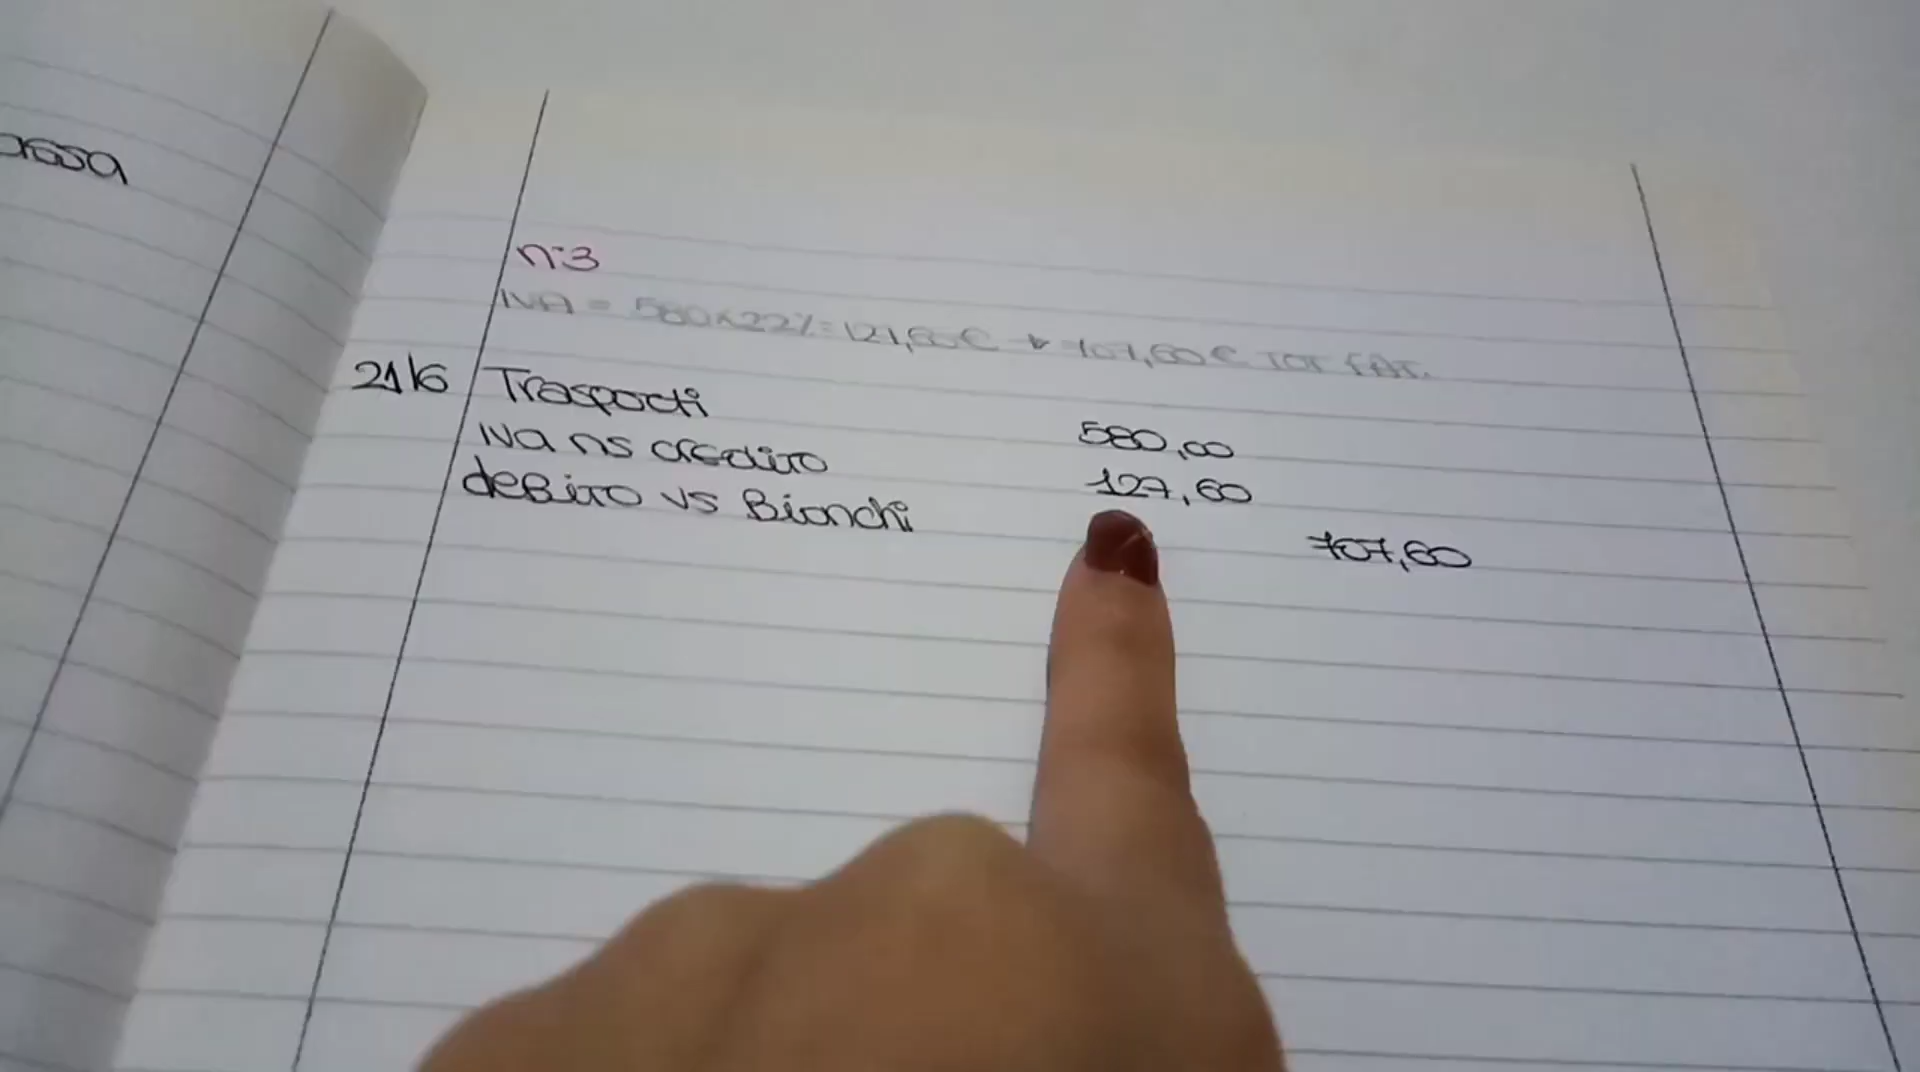 n°3
IVA = 580x22% = 127,60€ → 707,60€ TOT FAT.
21/6 Trasporti 580,00
IVA ns credito 127,60
debito vs Bianchi 707,60